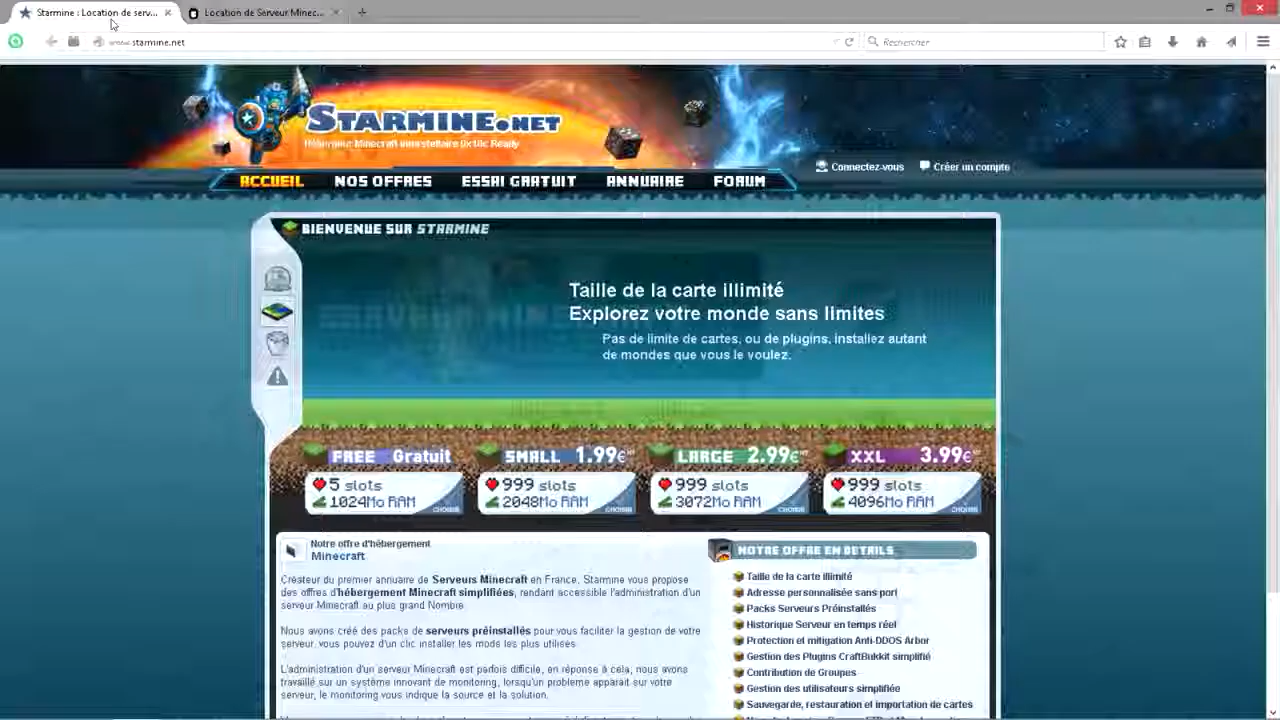 Starmine : Location de serv...
Location de Serveur Minec...
www.starmine.net
Rechercher
STARMINE.NET
Connectez-vous
Créer un compte
ACCUEIL
NOS OFFRES
ESSAI GRATUIT
ANNUAIRE
FORUM
BIENVENUE SUR STARMINE
Taille de la carte illimité
Explorez votre monde sans limites
Pas de limite de cartes, ou de plugins, installez autant
de mondes que vous le voulez.
FREE Gratuit
5 slots
1024Mo RAM
CHOISIR
SMALL 1.99€
999 slots
2048Mo RAM
CHOISIR
LARGE 2.99€
999 slots
3072Mo RAM
CHOISIR
XXL 3.99€
999 slots
4096Mo RAM
CHOISIR
Notre offre d'hébergement
Minecraft
Créateur du premier annuaire de Serveurs Minecraft en France, Starmine vous propose
des offres d'hébergement Minecraft simplifiées, rendant accessible l'administration d'un
serveur Minecraft au plus grand Nombre.
Nous avons créé des packs de serveurs préinstallés pour vous faciliter la gestion de votre
serveur, vous pouvez d'un clic installer les mods les plus utilisés.
L'administration d'un serveur Minecraft est parfois difficile, en réponse à cela, nous avons
travaillé sur un système innovant de monitoring, lorsqu'un problème apparait sur votre
serveur, le monitoring vous indique la source et la solution.
NOTRE OFFRE EN DETAILS
Taille de la carte illimité
Adresse personnalisée sans port
Packs Serveurs Préinstallés
Historique Serveur en temps réel
Protection et mitigation Anti-DDOS Arbor
Gestion des Plugins CraftBukkit simplifié
Contribution de Groupes
Gestion des utilisateurs simplifiée
Sauvegarde, restauration et importation de cartes